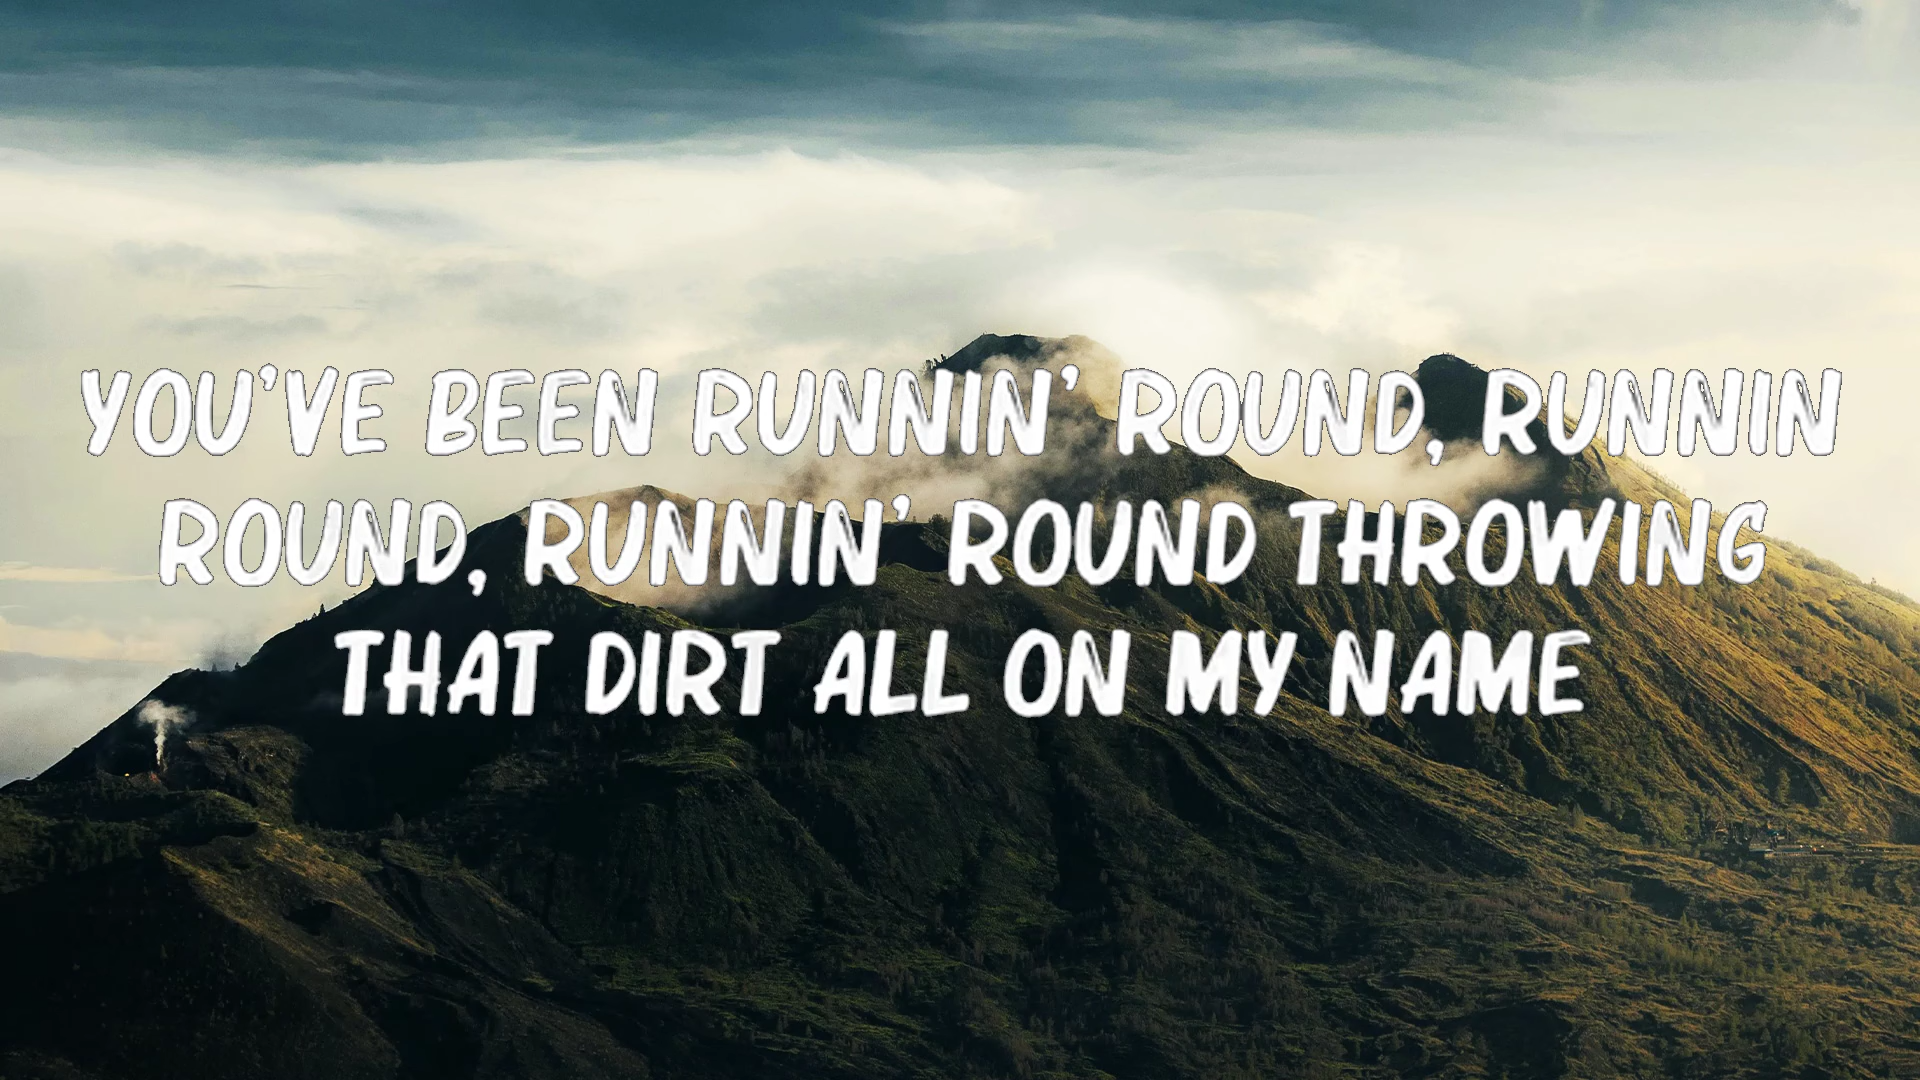 YOU'VE BEEN RUNNIN' ROUND, RUNNIN
ROUND, RUNNIN' ROUND THROWING
THAT DIRT ALL ON MY NAME